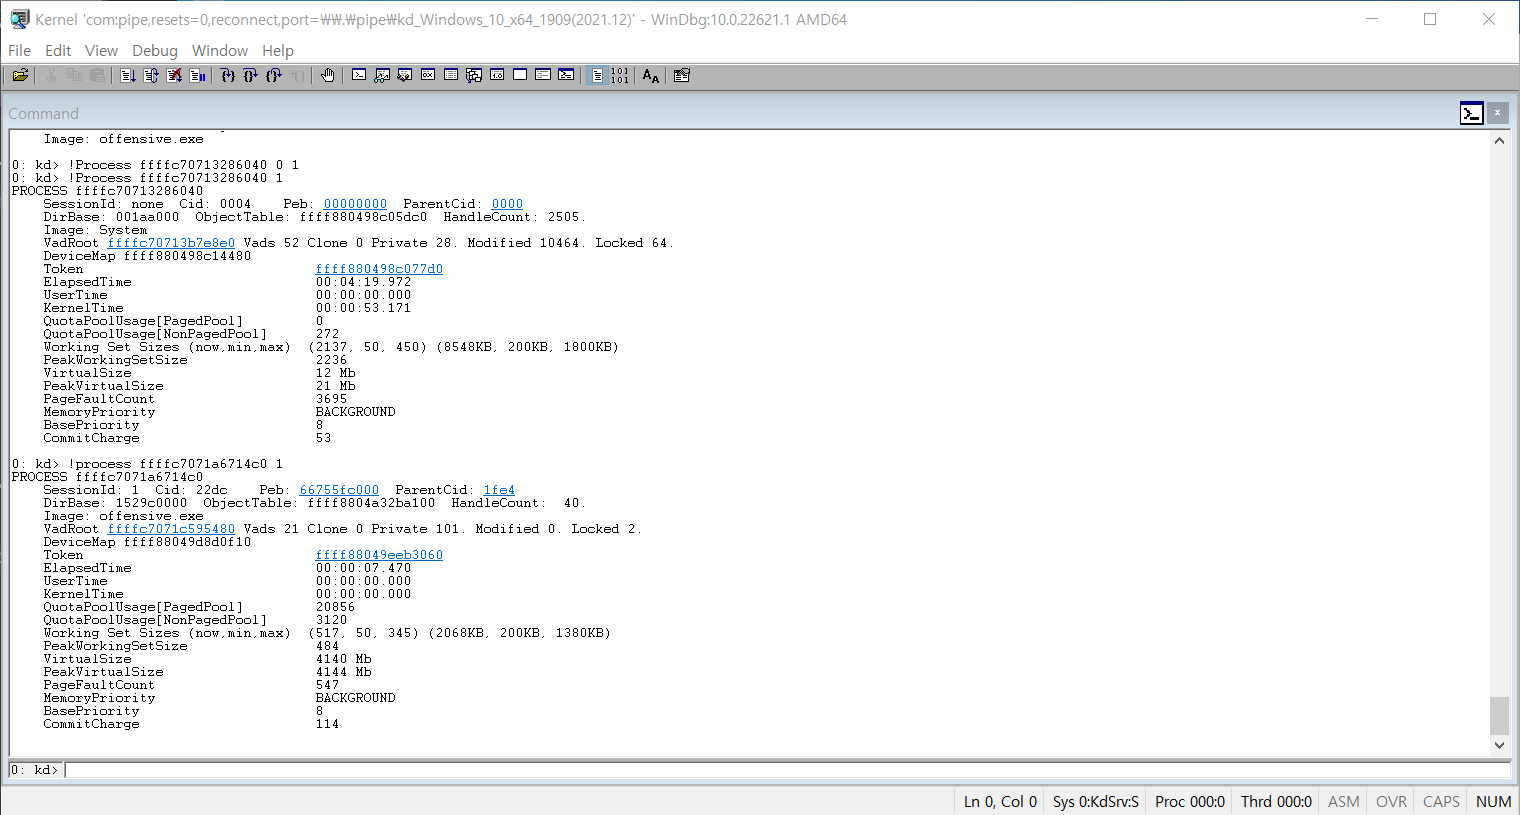 Kernel 'com:pipe,resets=0,reconnect,port=₩₩.₩pipe₩kd_Windows_10_x64_1909(2021.12)' - WinDbg:10.0.22621.1 AMD64
File Edit View Debug Window Help
Command
Image: offensive.exe
0: kd> !Process ffffc70713286040 0 1
0: kd> !Process ffffc70713286040 1
PROCESS ffffc70713286040
SessionId: none Cid: 0004 Peb: 00000000 ParentCid: 0000
DirBase: 001aa000 ObjectTable: ffff880498c05dc0 HandleCount: 2505.
Image: System
VadRoot ffffc70713b7e8e0 Vads 52 Clone 0 Private 28. Modified 10464. Locked 64.
DeviceMap ffff880498c14480
Token ffff880498c077d0
ElapsedTime 00:04:19.972
UserTime 00:00:00.000
KernelTime 00:00:53.171
QuotaPoolUsage[PagedPool] 0
QuotaPoolUsage[NonPagedPool] 272
Working Set Sizes (now,min,max) (2137, 50, 450) (8548KB, 200KB, 1800KB)
PeakWorkingSetSize 2236
VirtualSize 12 Mb
PeakVirtualSize 21 Mb
PageFaultCount 3695
MemoryPriority BACKGROUND
BasePriority 8
CommitCharge 53
0: kd> !process ffffc7071a6714c0 1
PROCESS ffffc7071a6714c0
SessionId: 1 Cid: 22dc Peb: 66755fc000 ParentCid: 1fe4
DirBase: 1529c0000 ObjectTable: ffff8804a32ba100 HandleCount: 40.
Image: offensive.exe
VadRoot ffffc7071c595480 Vads 21 Clone 0 Private 101. Modified 0. Locked 2.
DeviceMap ffff88049d8d0f10
Token ffff88049eeb3060
ElapsedTime 00:00:07.470
UserTime 00:00:00.000
KernelTime 00:00:00.000
QuotaPoolUsage[PagedPool] 20856
QuotaPoolUsage[NonPagedPool] 3120
Working Set Sizes (now,min,max) (517, 50, 345) (2068KB, 200KB, 1380KB)
PeakWorkingSetSize 484
VirtualSize 4140 Mb
PeakVirtualSize 4144 Mb
PageFaultCount 547
MemoryPriority BACKGROUND
BasePriority 8
CommitCharge 114
0: kd>
Ln 0, Col 0 Sys 0:KdSrv:S Proc 000:0 Thrd 000:0 ASM OVR CAPS NUM